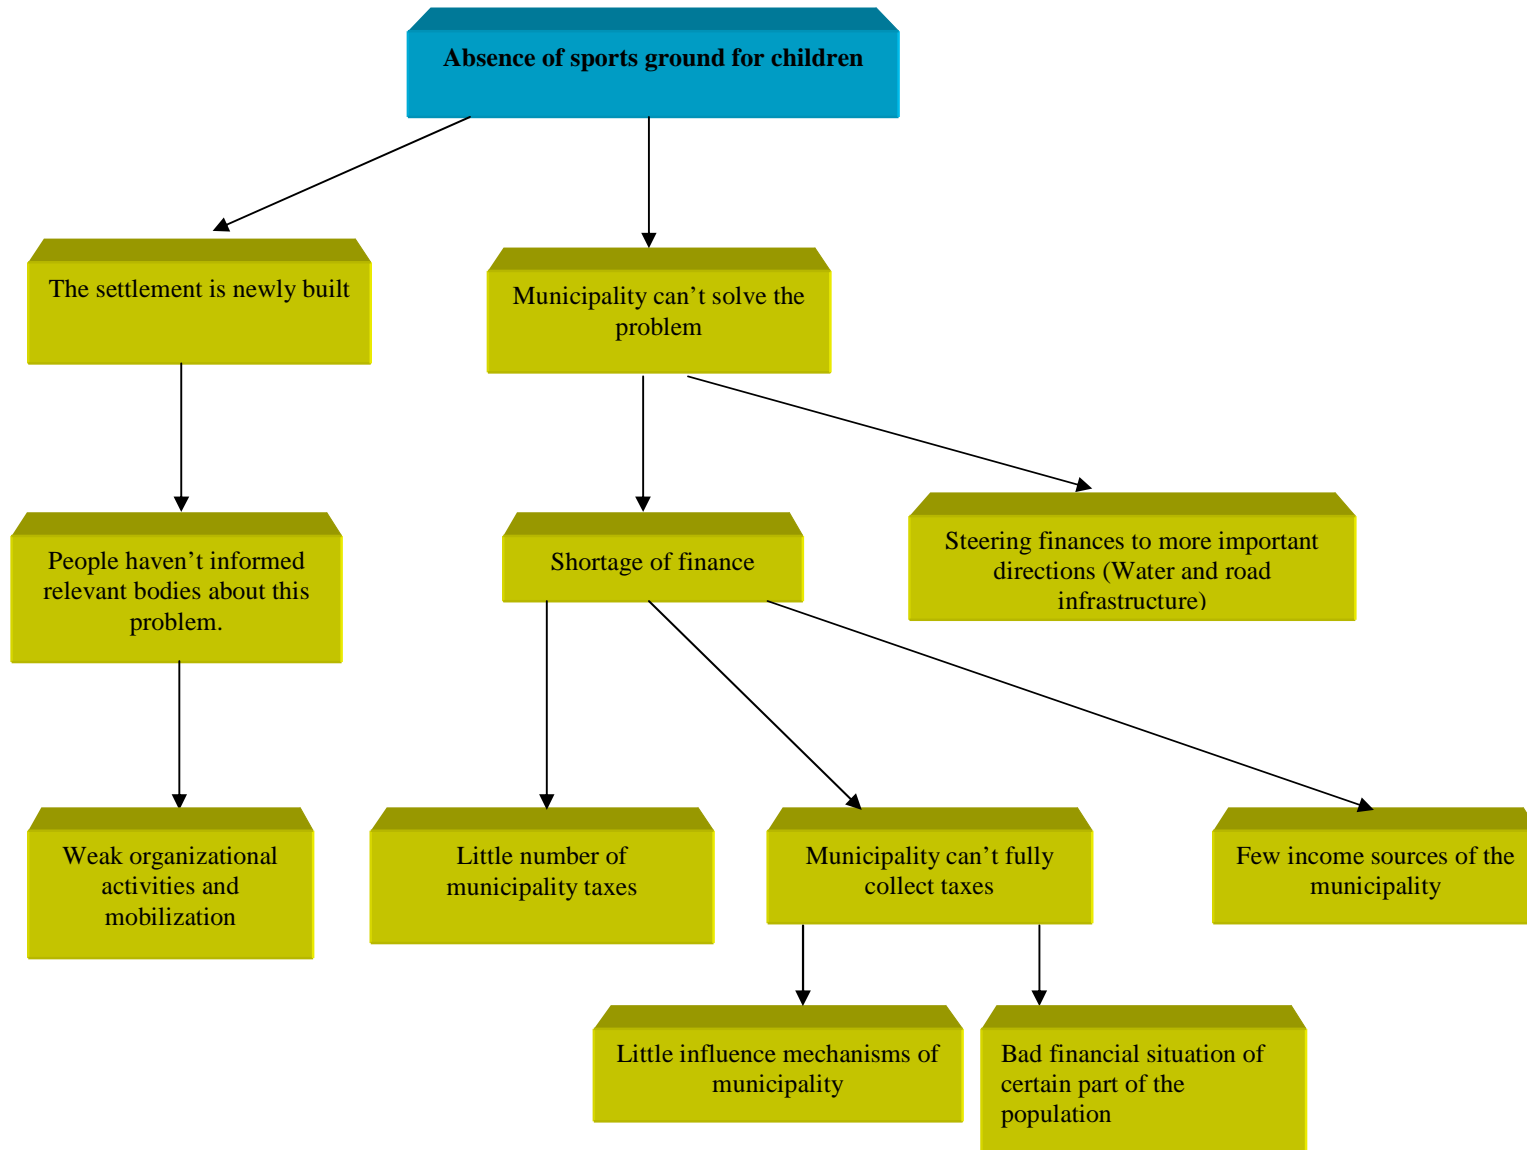 Absence of sports ground for children
The settlement is newly built
Municipality can’t solve the
problem
People haven’t informed
relevant bodies about this
problem.
Shortage of finance
Steering finances to more important
directions (Water and road
infrastructure)
Weak organizational
activities and
mobilization
Little number of
municipality taxes
Municipality can’t fully
collect taxes
Few income sources of the
municipality
Little influence mechanisms of
municipality
Bad financial situation of
certain part of the
population